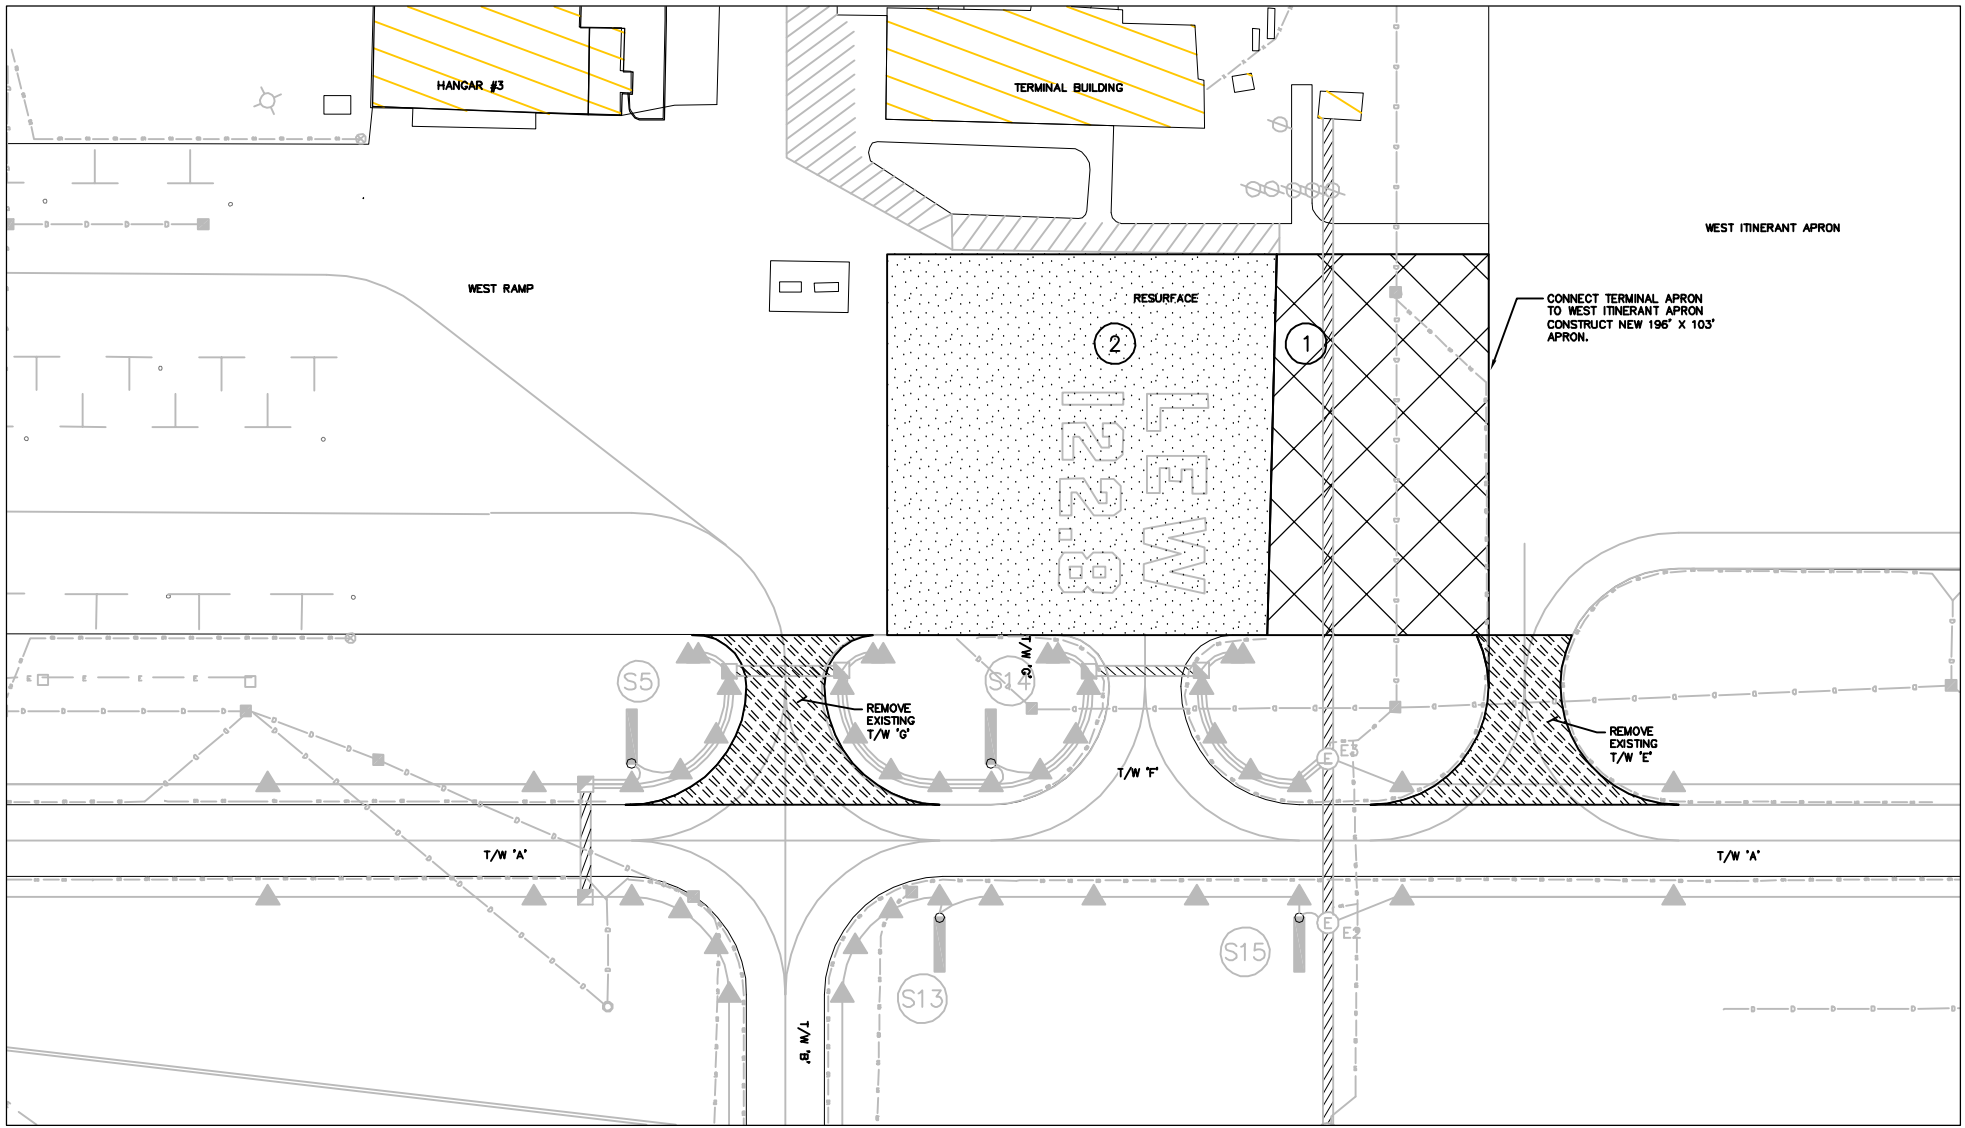 HANGAR #3
TERMINAL BUILDING
WEST ITINERANT APRON
WEST RAMP
RESURFACE
CONNECT TERMINAL APRON
TO WEST ITINERANT APRON
CONSTRUCT NEW 196' X 103'
APRON.
2
1
LEW
122.8
T/W 'G'
S5
S14
REMOVE
EXISTING
T/W 'G'
REMOVE
EXISTING
T/W 'E'
E
E3
T/W 'F'
T/W 'A'
T/W 'A'
E
E2
S15
S13
T/W 'B'